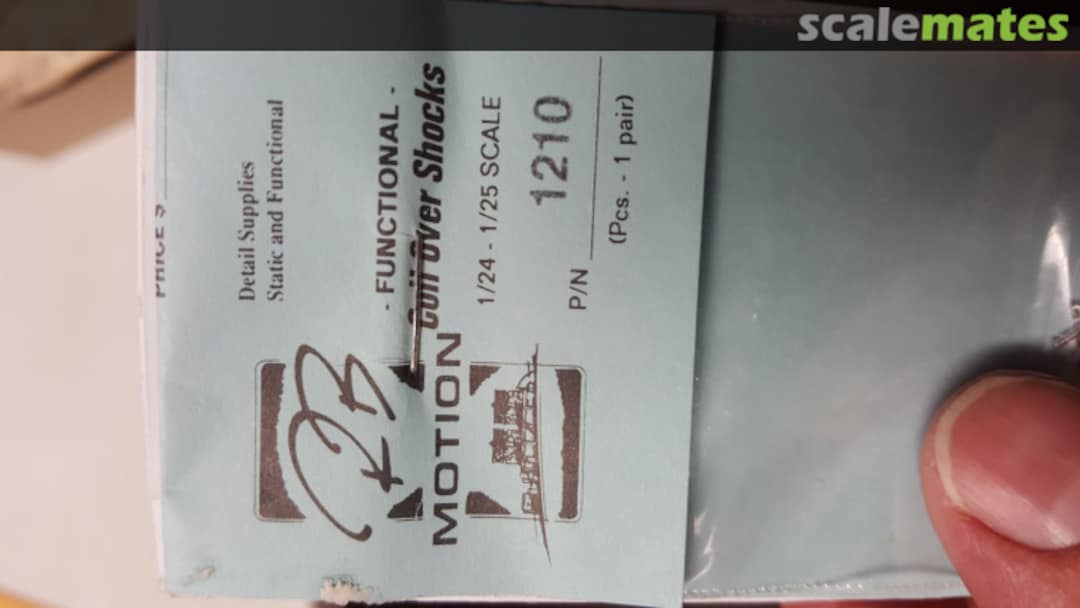 scalemates
PRICE $
Detail Supplies
Static and Functional
- FUNCTIONAL -
Coil Over Shocks
1/24 - 1/25 SCALE
P/N 1210
(Pcs. - 1 pair)
RB
MOTION